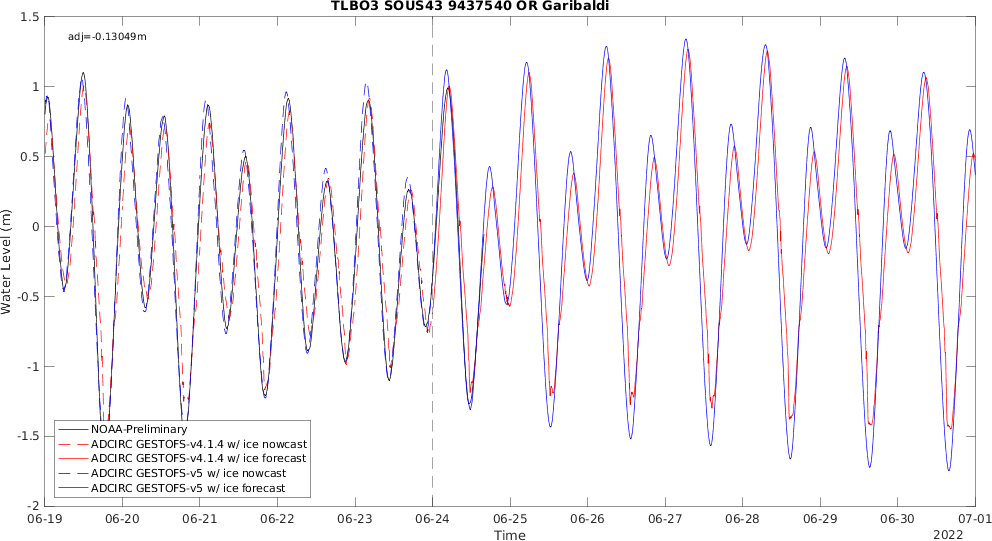 TLBO3 SOUS43 9437540 OR Garibaldi
adj=-0.13049m
Water Level (m)
1.5
1
0.5
0
-0.5
-1
-1.5
-2
NOAA-Preliminary
ADCIRC GESTOFS-v4.1.4 w/ ice nowcast
ADCIRC GESTOFS-v4.1.4 w/ ice forecast
ADCIRC GESTOFS-v5 w/ ice nowcast
ADCIRC GESTOFS-v5 w/ ice forecast
06-19 06-20 06-21 06-22 06-23 06-24 06-25 06-26 06-27 06-28 06-29 06-30 07-01
Time
2022